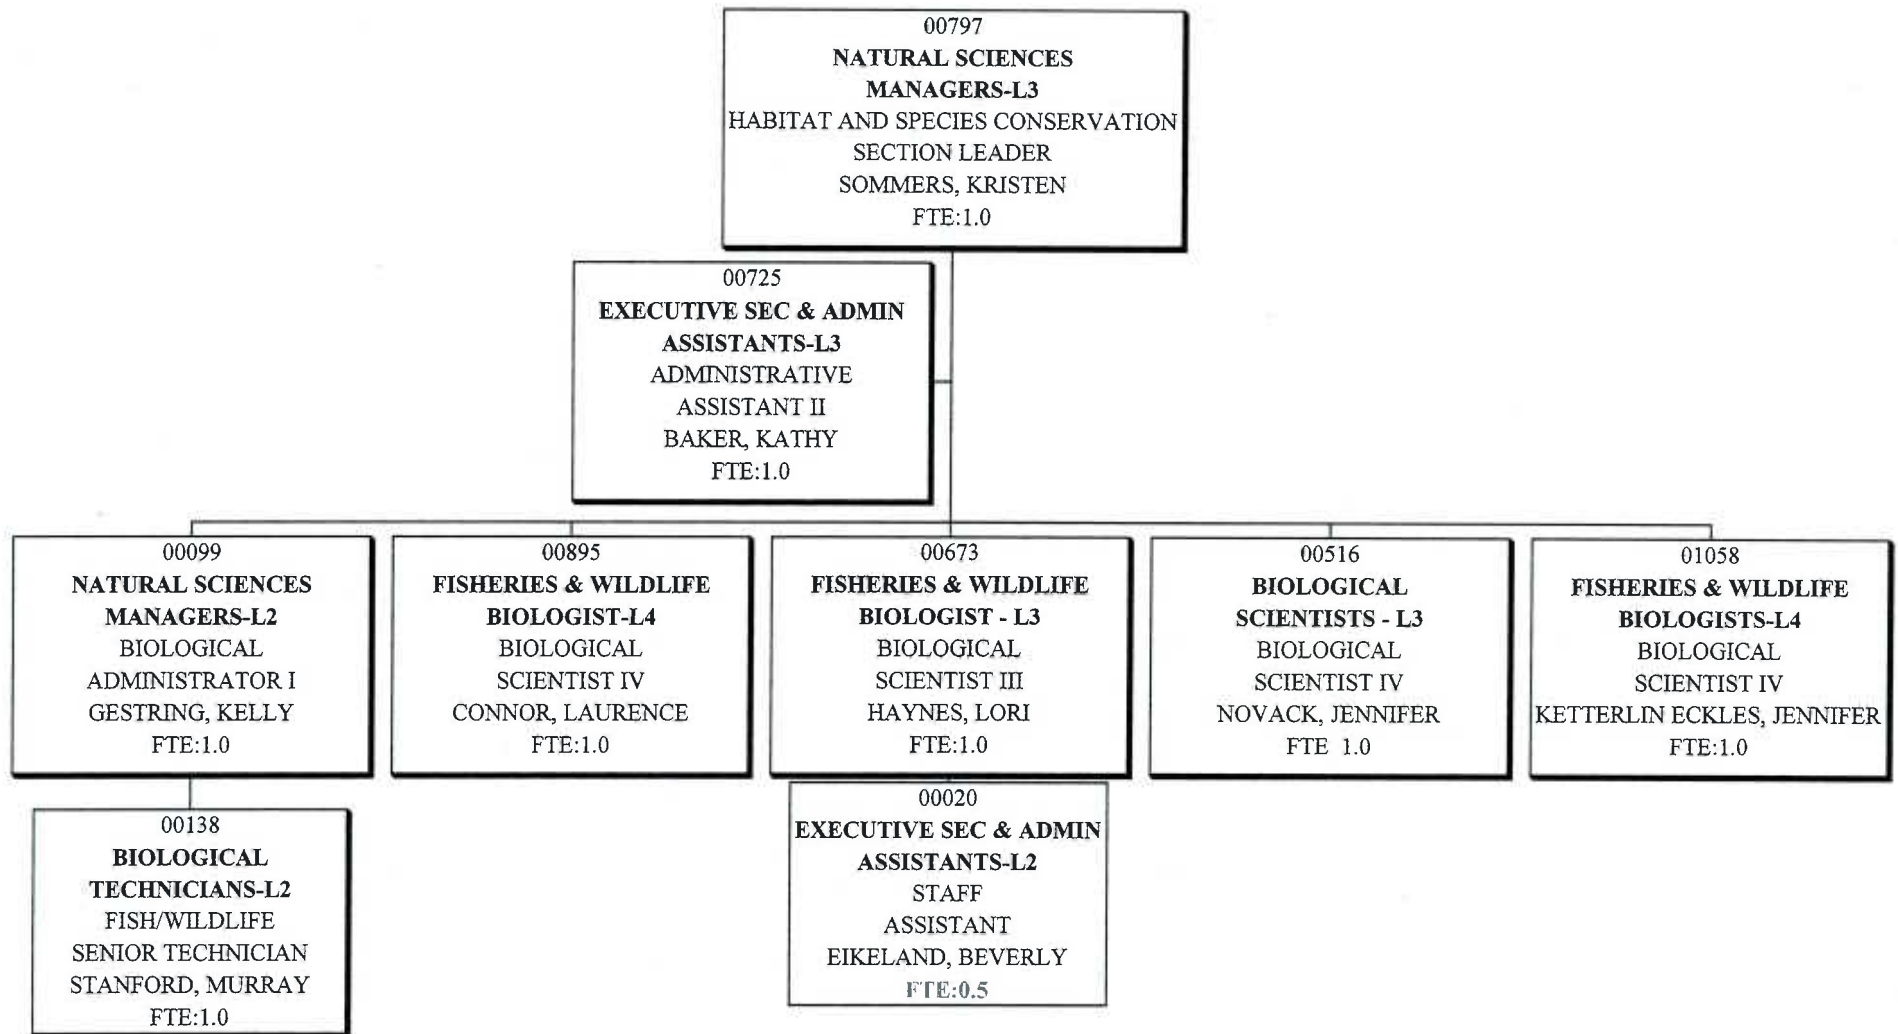 00797
NATURAL SCIENCES
MANAGERS-L3
HABITAT AND SPECIES CONSERVATION
SECTION LEADER
SOMMERS, KRISTEN
FTE:1.0
00725
EXECUTIVE SEC & ADMIN
ASSISTANTS-L3
ADMINISTRATIVE
ASSISTANT II
BAKER, KATHY
FTE:1.0
00099
NATURAL SCIENCES
MANAGERS-L2
BIOLOGICAL
ADMINISTRATOR I
GESTRING, KELLY
FTE:1.0
00895
FISHERIES & WILDLIFE
BIOLOGIST-L4
BIOLOGICAL
SCIENTIST IV
CONNOR, LAURENCE
FTE:1.0
00673
FISHERIES & WILDLIFE
BIOLOGIST - L3
BIOLOGICAL
SCIENTIST III
HAYNES, LORI
FTE:1.0
00516
BIOLOGICAL
SCIENTISTS - L3
BIOLOGICAL
SCIENTIST IV
NOVACK, JENNIFER
FTE 1.0
01058
FISHERIES & WILDLIFE
BIOLOGISTS-L4
BIOLOGICAL
SCIENTIST IV
KETTERLIN ECKLES, JENNIFER
FTE:1.0
00138
BIOLOGICAL
TECHNICIANS-L2
FISH/WILDLIFE
SENIOR TECHNICIAN
STANFORD, MURRAY
FTE:1.0
00020
EXECUTIVE SEC & ADMIN
ASSISTANTS-L2
STAFF
ASSISTANT
EIKELAND, BEVERLY
FTE:0.5